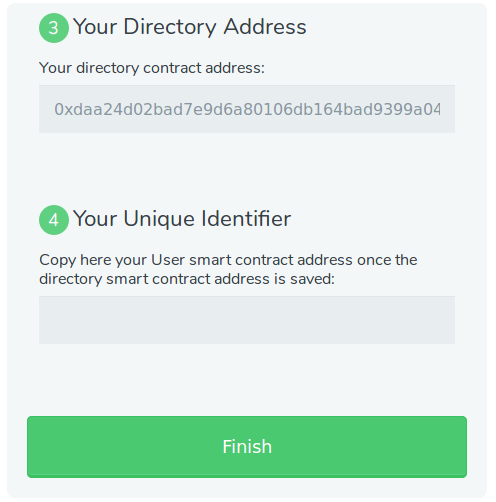 3 Your Directory Address
Your directory contract address:
0xdaa24d02bad7e9d6a80106db164bad9399a04
4 Your Unique Identifier
Copy here your User smart contract address once the
directory smart contract address is saved:
Finish